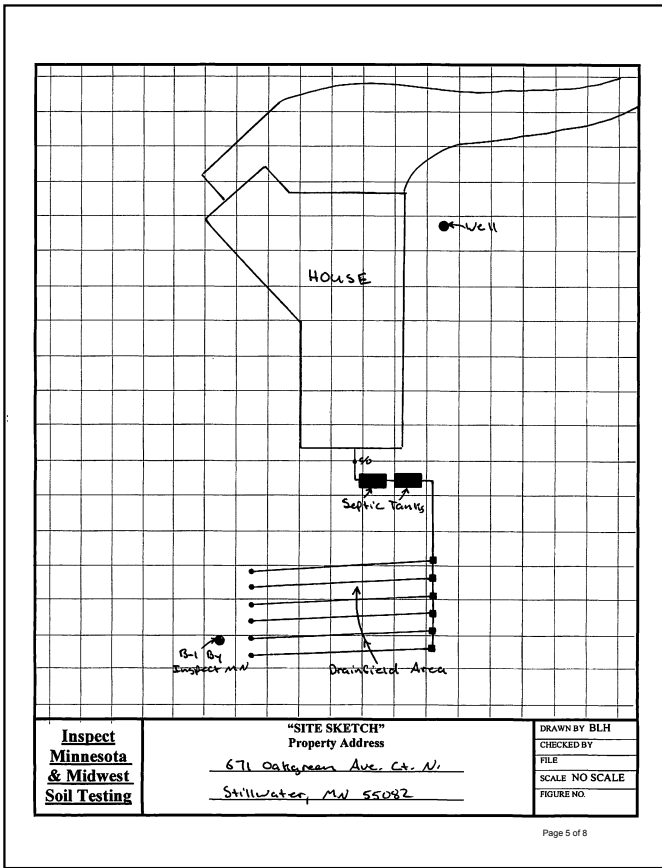 Well
HOUSE
Septic Tanks
B-1 By
Inspect MN
Drainfield Area
Inspect
Minnesota
& Midwest
Soil Testing
"SITE SKETCH"
Property Address
671 Oakgreen Ave. Ct. N.
Stillwater, MN 55082
DRAWN BY BLH
CHECKED BY
FILE
SCALE NO SCALE
FIGURE NO.
Page 5 of 8